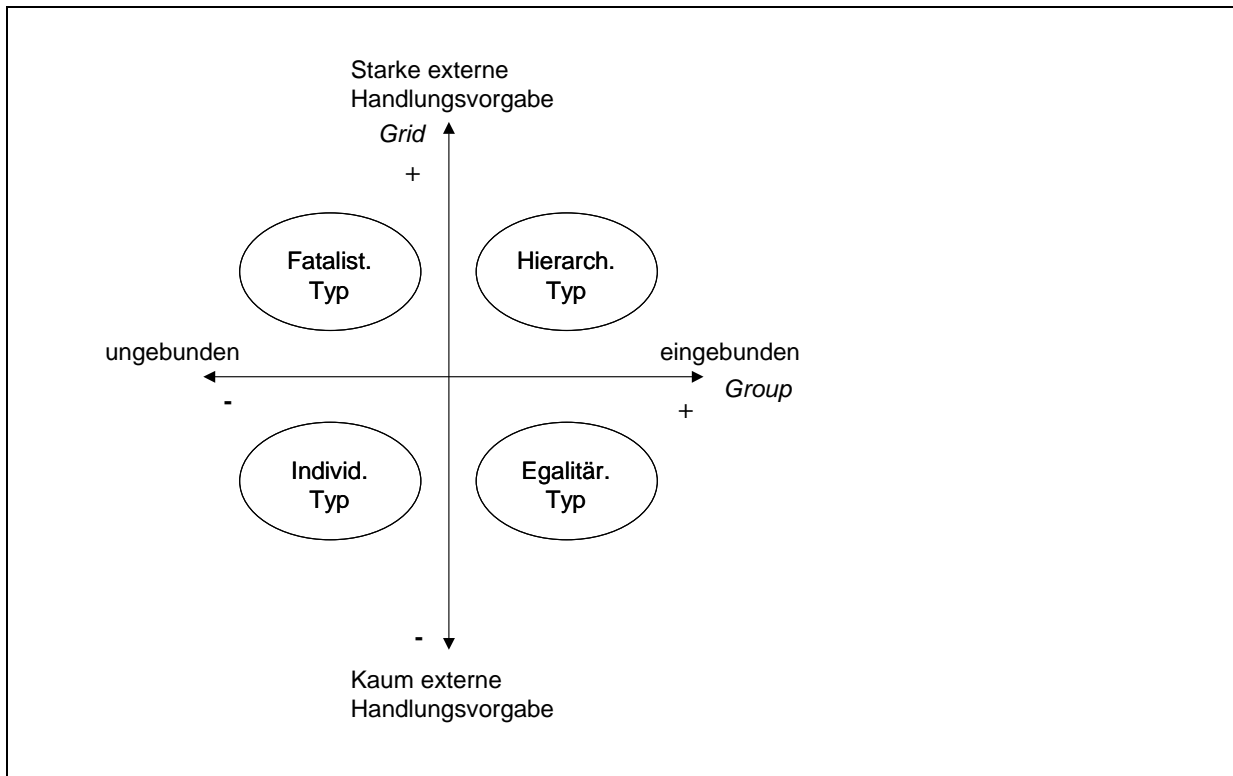 Starke externe
Handlungsvorgabe
Grid
+
Fatalist.
Typ
Hierarch.
Typ
ungebunden
eingebunden
-
Group
+
Individ.
Typ
Egalitär.
Typ
-
Kaum externe
Handlungsvorgabe